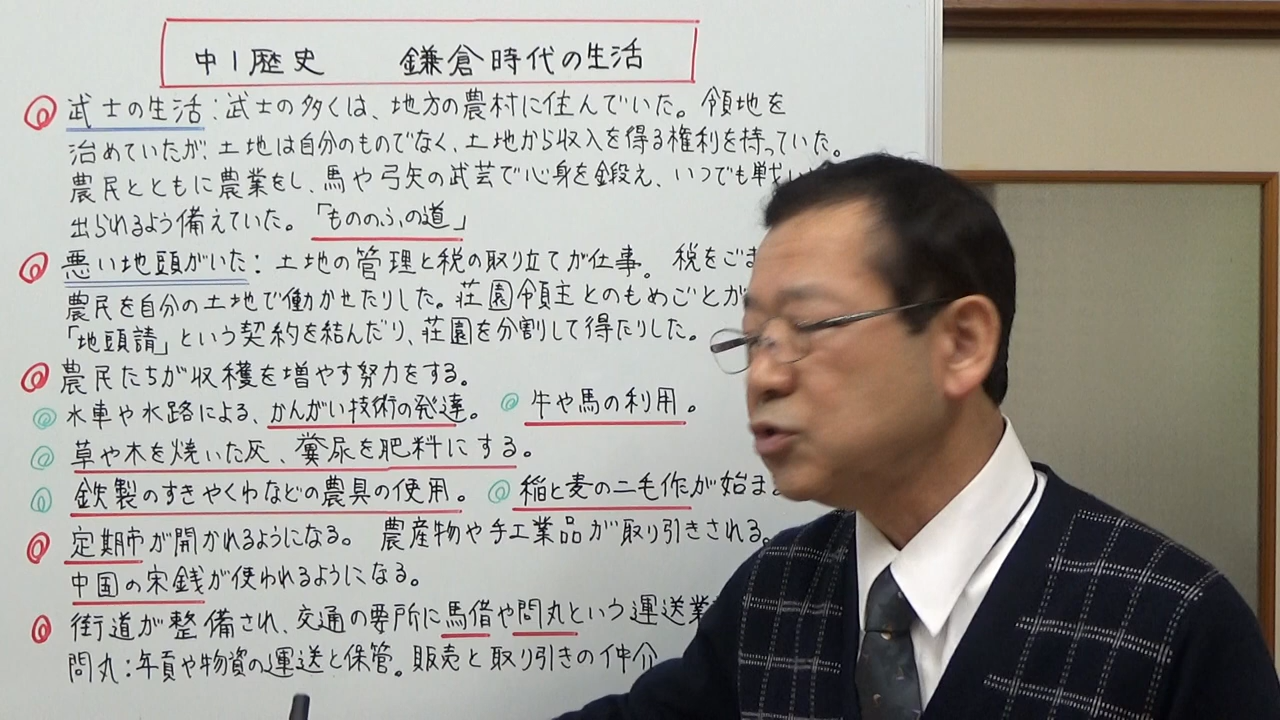 中1歴史 鎌倉時代の生活
武士の生活：武士の多くは、地方の農村に住んでいた。領地を
治めていたが、土地は自分のものでなく、土地から収入を得る権利を持っていた。
農民とともに農業をし、馬や弓矢の武芸で心身を鍛え、いつでも戦い
出られるよう備えていた。「もののふの道」
悪い地頭がいた：土地の管理と税の取り立てが仕事。税をごま
農民を自分の土地で働かせたりした。荘園領主とのもめごとが
「地頭請」という契約を結んだり、荘園を分割して得たりした。
農民たちが収穫を増やす努力をする。
水車や水路による、かんがい技術の発達。 牛や馬の利用。
草や木を焼いた灰、糞尿を肥料にする。
鉄製のすきやくわなどの農具の使用。 稲と麦の二毛作が始ま
定期市が開かれるようになる。 農産物や手工業品が取り引きされる。
中国の宋銭が使われるようになる。
街道が整備され、交通の要所に馬借や問丸という運送業
問丸：年貢や物資の運送と保管。販売と取り引きの仲介